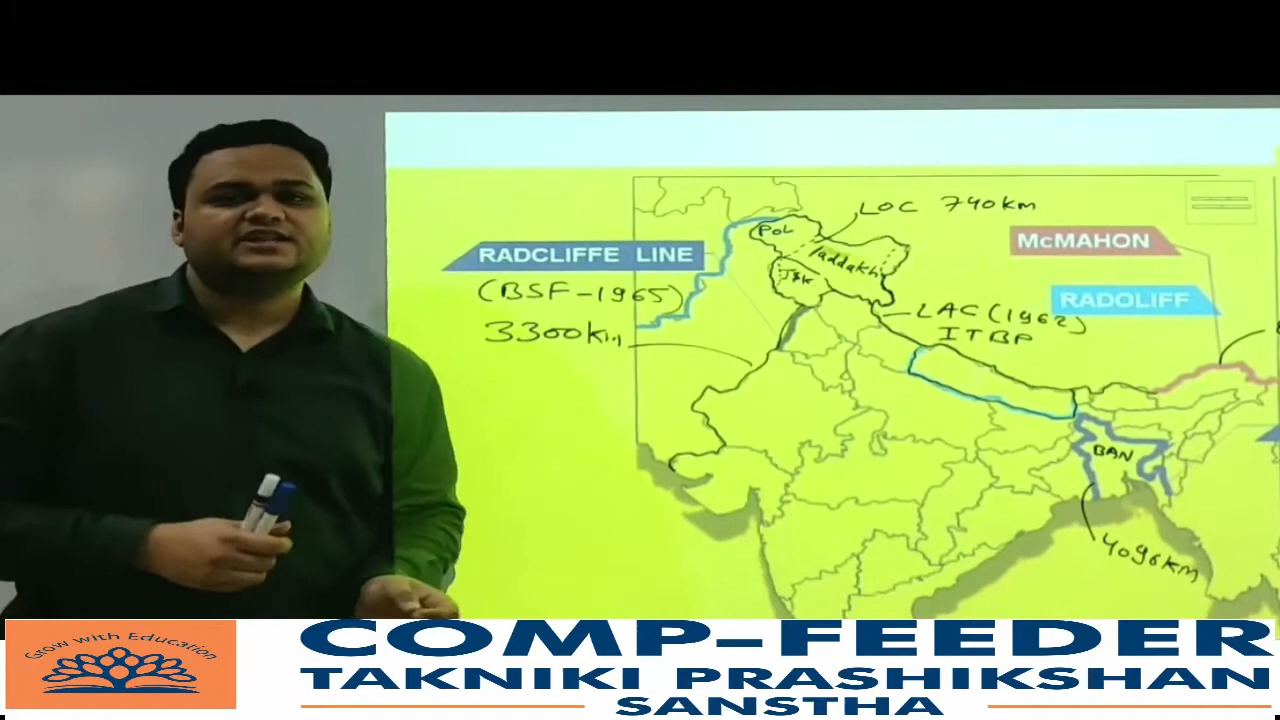 LOC 740km
POL
RADCLIFFE LINE
laddakh
McMAHON
J&K
(BSF-1965)
RADOLIFF
3300km
LAC (1962)
ITBP
BAN
4096km
Grow with Education
COMP-FEEDER
TAKNIKI PRASHIKSHAN
SANSTHA